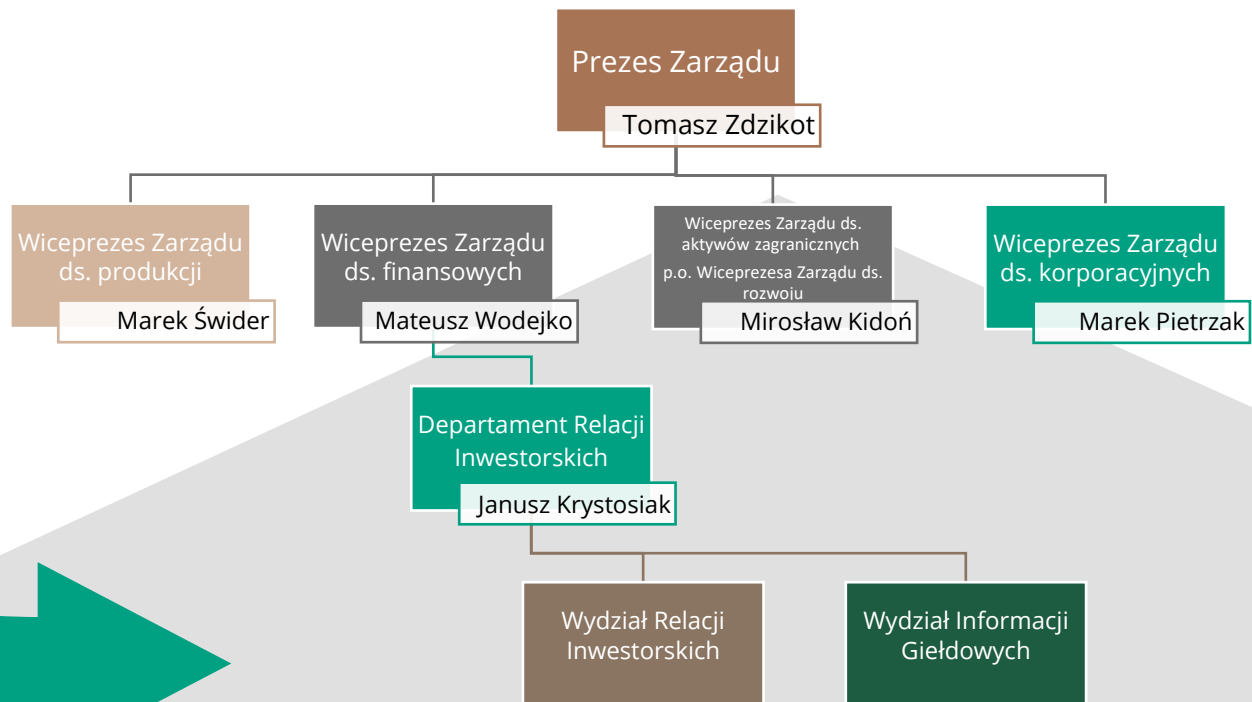 Prezes Zarządu
Tomasz Zdzikot
Wiceprezes Zarządu
ds. produkcji
Marek Świder
Wiceprezes Zarządu
ds. finansowych
Mateusz Wodejko
Wiceprezes Zarządu ds.
aktywów zagranicznych
p.o. Wiceprezesa Zarządu ds.
rozwoju
Mirosław Kidoń
Wiceprezes Zarządu
ds. korporacyjnych
Marek Pietrzak
Departament Relacji
Inwestorskich
Janusz Krystosiak
Wydział Relacji
Inwestorskich
Wydział Informacji
Giełdowych